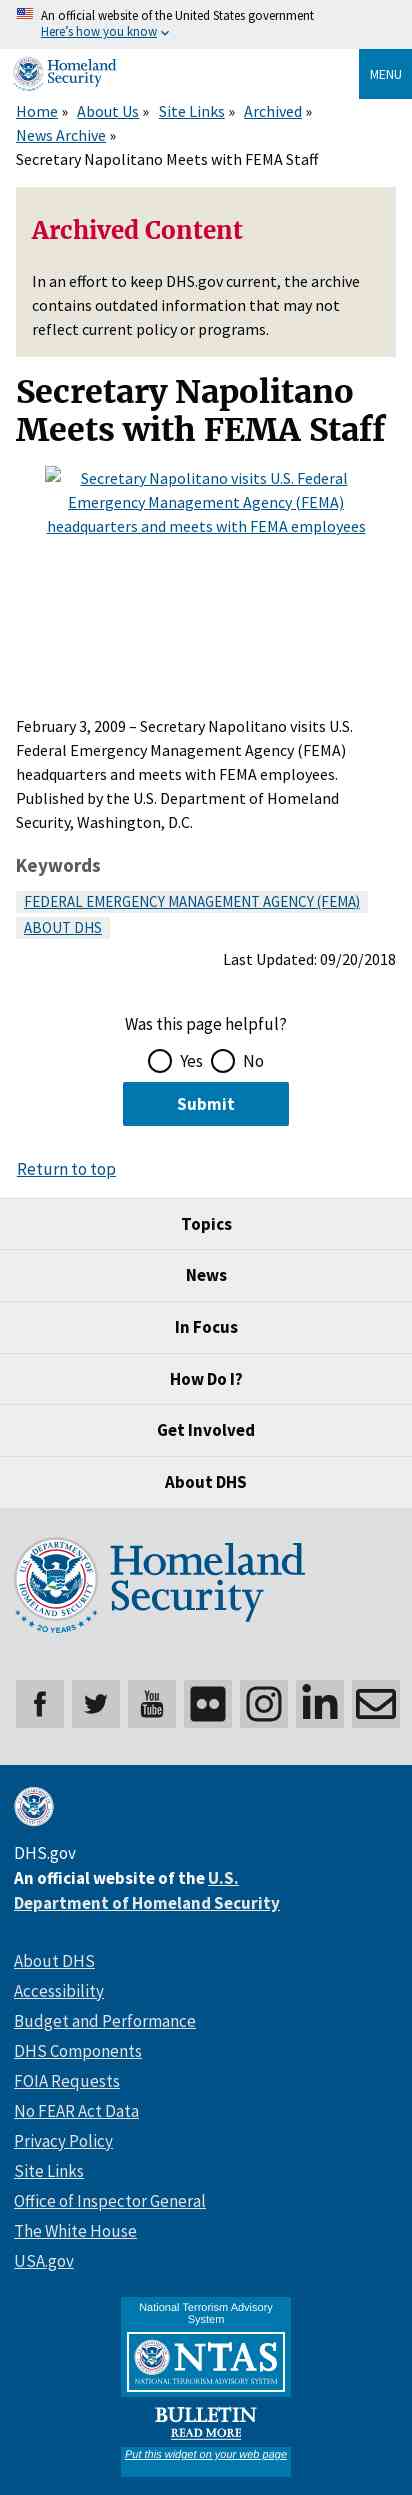 An official website of the United States government
Here's how you know
Homeland
Security
MENU
Home » About Us » Site Links » Archived »
News Archive »
Secretary Napolitano Meets with FEMA Staff
Archived Content
In an effort to keep DHS.gov current, the archive
contains outdated information that may not
reflect current policy or programs.
Secretary Napolitano
Meets with FEMA Staff
Secretary Napolitano visits U.S. Federal
Emergency Management Agency (FEMA)
headquarters and meets with FEMA employees
February 3, 2009 – Secretary Napolitano visits U.S.
Federal Emergency Management Agency (FEMA)
headquarters and meets with FEMA employees.
Published by the U.S. Department of Homeland
Security, Washington, D.C.
Keywords
FEDERAL EMERGENCY MANAGEMENT AGENCY (FEMA)
ABOUT DHS
Last Updated: 09/20/2018
Was this page helpful?
Yes No
Submit
Return to top
Topics
News
In Focus
How Do I?
Get Involved
About DHS
U.S. DEPARTMENT OF
HOMELAND SECURITY
20 YEARS
Homeland
Security
f
You
Tube
in
DHS.gov
An official website of the U.S.
Department of Homeland Security
About DHS
Accessibility
Budget and Performance
DHS Components
FOIA Requests
No FEAR Act Data
Privacy Policy
Site Links
Office of Inspector General
The White House
USA.gov
National Terrorism Advisory
System
NTAS
NATIONAL TERRORISM ADVISORY SYSTEM
BULLETIN
READ MORE
Put this widget on your web page